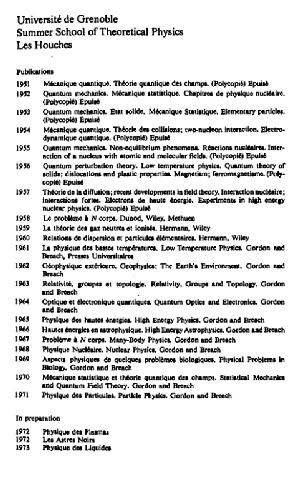 Université de Grenoble
Summer School of Theoretical Physics
Les Houches
Publications
1951 Mécanique quantique. Théorie quantique des champs. (Polycopié) Epuisé
1952 Quantum mechanics. Mécanique statistique. Chapitres de physique nucléaire.
(Polycopié) Epuisé
1953 Quantum mechanics. Etat solide. Mécanique Statistique. Elementary particles.
(Polycopié) Epuisé
1954 Mécanique quantique. Théorie des collisions; two-nucleon interaction. Electro-
dynamique quantique. (Polycopié) Epuisé
1955 Quantum mechanics. Non-equilibrium phenomena. Réactions nucléaires. Inter-
action of a nucleus with atomic and molecular fields. (Polycopié) Epuisé
1956 Quantum perturbation theory. Low temperature physics. Quantum theory of
solids; dislocations and plastic properties. Magnetism; ferromagnetism. (Poly-
copié) Epuisé
1957 Théorie de la diffusion; recent developments in field theory. Interaction nucléaire;
interactions fortes. Electrons de haute énergie. Experiments in high energy
nuclear physics. (Polycopié) Epuisé
1958 Le problème à N corps. Dunod, Wiley, Methuen
1959 La théorie des gaz neutres et ionisés. Hermann, Wiley
1960 Relations de dispersion et particules élémentaires. Hermann, Wiley
1961 La physique des basses températures. Low Temperature Physics. Gordon and
Breach, Presses Universitaires
1962 Géophysique extérieure. Geophysics: The Earth's Environment. Gordon and
Breach
1963 Relativité, groupes et topologie. Relativity, Groups and Topology. Gordon
and Breach
1964 Optique et électronique quantiques. Quantum Optics and Electronics. Gordon
and Breach
1965 Physique des hautes énergies. High Energy Physics. Gordon and Breach
1966 Hautes énergies en astrophysique. High Energy Astrophysics. Gordon and Breach
1967 Problème à N corps. Many-Body Physics. Gordon and Breach
1968 Physique Nucléaire. Nuclear Physics. Gordon and Breach
1969 Aspects physiques de quelques problèmes biologiques. Physical Problems in
Biology. Gordon and Breach
1970 Mécanique statistique et théorie quantique des champs. Statistical Mechanics
and Quantum Field Theory. Gordon and Breach
1971 Physique des Particules. Particle Physics. Gordon and Breach
In preparation
1972 Physique des Plasmas
1972 Les Astres Noirs
1973 Physique des Liquides